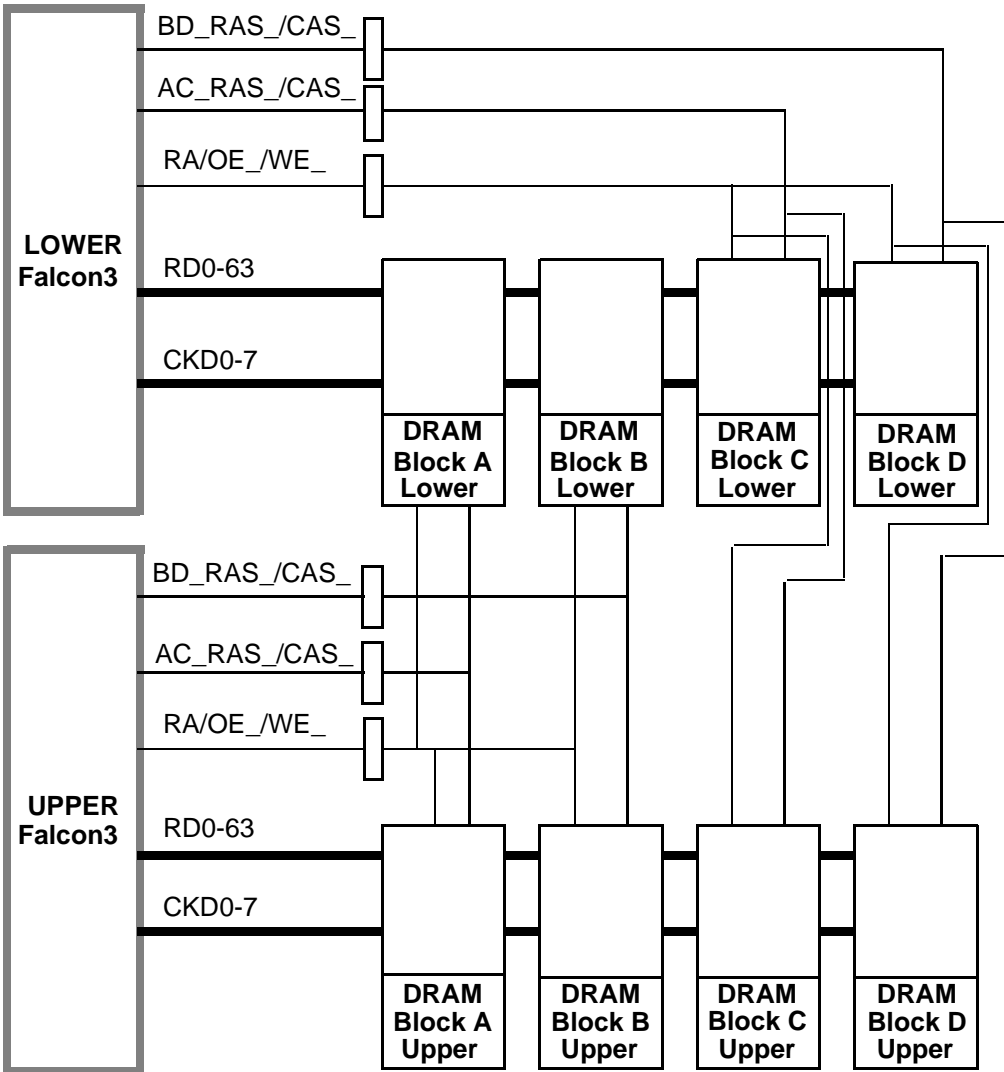 BD_RAS_/CAS_
AC_RAS_/CAS_
RA/OE_/WE_
LOWER
Falcon3
RD0-63
CKD0-7
DRAM
Block A
Lower
DRAM
Block B
Lower
DRAM
Block C
Lower
DRAM
Block D
Lower
BD_RAS_/CAS_
AC_RAS_/CAS_
RA/OE_/WE_
UPPER
Falcon3
RD0-63
CKD0-7
DRAM
Block A
Upper
DRAM
Block B
Upper
DRAM
Block C
Upper
DRAM
Block D
Upper